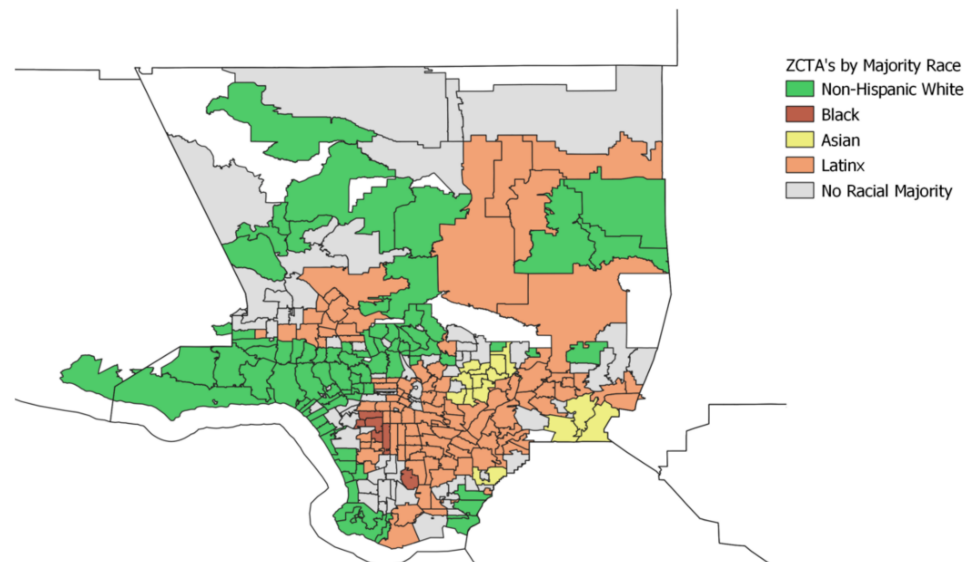 ZCTA's by Majority Race
Non-Hispanic White
Black
Asian
Latinx
No Racial Majority